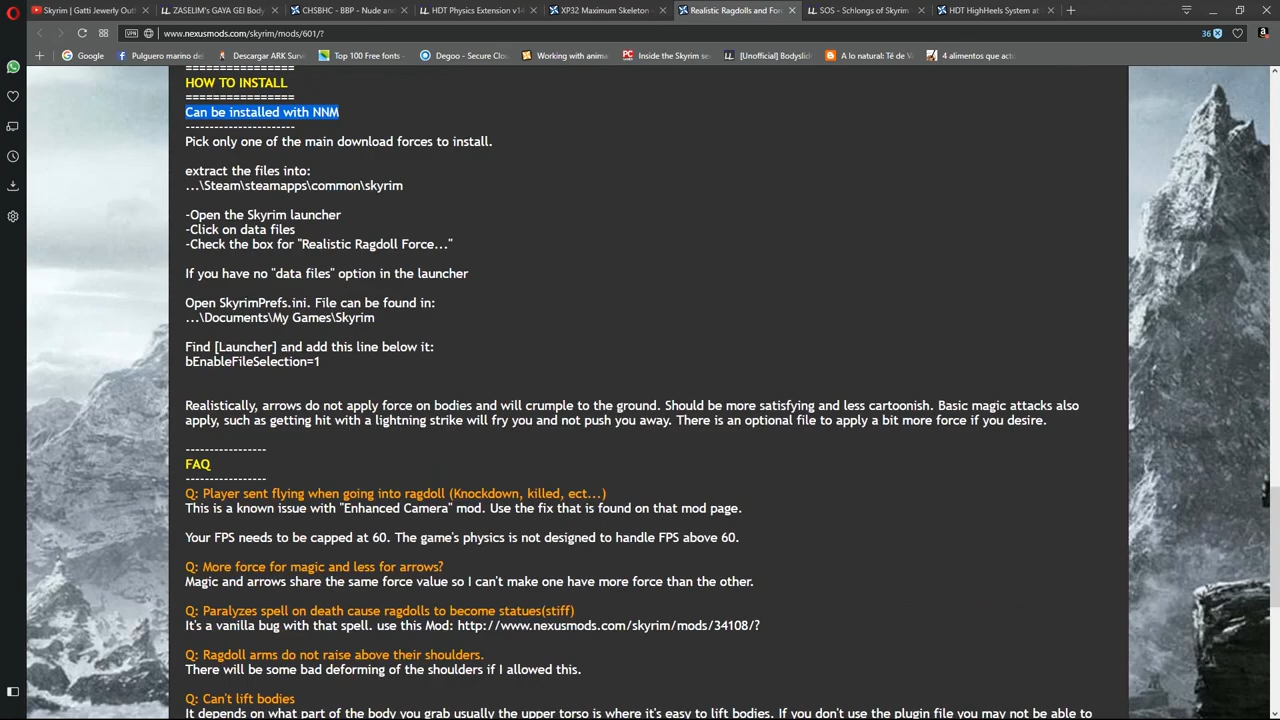 Skyrim | Gatti Jewerly Outf
ZASELIM's GAYA GEI Body
CHSBHC - BBP - Nude and
HDT Physics Extension v14
XP32 Maximum Skeleton -
Realistic Ragdolls and For
SOS - Schlongs of Skyrim
HDT HighHeels System at
VPN www.nexusmods.com/skyrim/mods/601/? 36
Google Pulguero marino del Descargar ARK Surv Top 100 Free fonts - Degoo - Secure Clo Working with anima Inside the Skyrim se [Unofficial] Bodyslid A lo natural: Té de V 4 alimentos que acti
================
HOW TO INSTALL
================
Can be installed with NNM
----------------------
Pick only one of the main download forces to install.
extract the files into:
...\Steam\steamapps\common\skyrim
-Open the Skyrim launcher
-Click on data files
-Check the box for "Realistic Ragdoll Force..."
If you have no "data files" option in the launcher
Open SkyrimPrefs.ini. File can be found in:
...\Documents\My Games\Skyrim
Find [Launcher] and add this line below it:
bEnableFileSelection=1
Realistically, arrows do not apply force on bodies and will crumple to the ground. Should be more satisfying and less cartoonish. Basic magic attacks also
apply, such as getting hit with a lightning strike will fry you and not push you away. There is an optional file to apply a bit more force if you desire.
----------------
FAQ
----------------
Q: Player sent flying when going into ragdoll (Knockdown, killed, ect...)
This is a known issue with "Enhanced Camera" mod. Use the fix that is found on that mod page.
Your FPS needs to be capped at 60. The game's physics is not designed to handle FPS above 60.
Q: More force for magic and less for arrows?
Magic and arrows share the same force value so I can't make one have more force than the other.
Q: Paralyzes spell on death cause ragdolls to become statues(stiff)
It's a vanilla bug with that spell. use this Mod: http://www.nexusmods.com/skyrim/mods/34108/?
Q: Ragdoll arms do not raise above their shoulders.
There will be some bad deforming of the shoulders if I allowed this.
Q: Can't lift bodies
It depends on what part of the body you grab usually the upper torso is where it's easy to lift bodies. If you don't use the plugin file you may not be able to